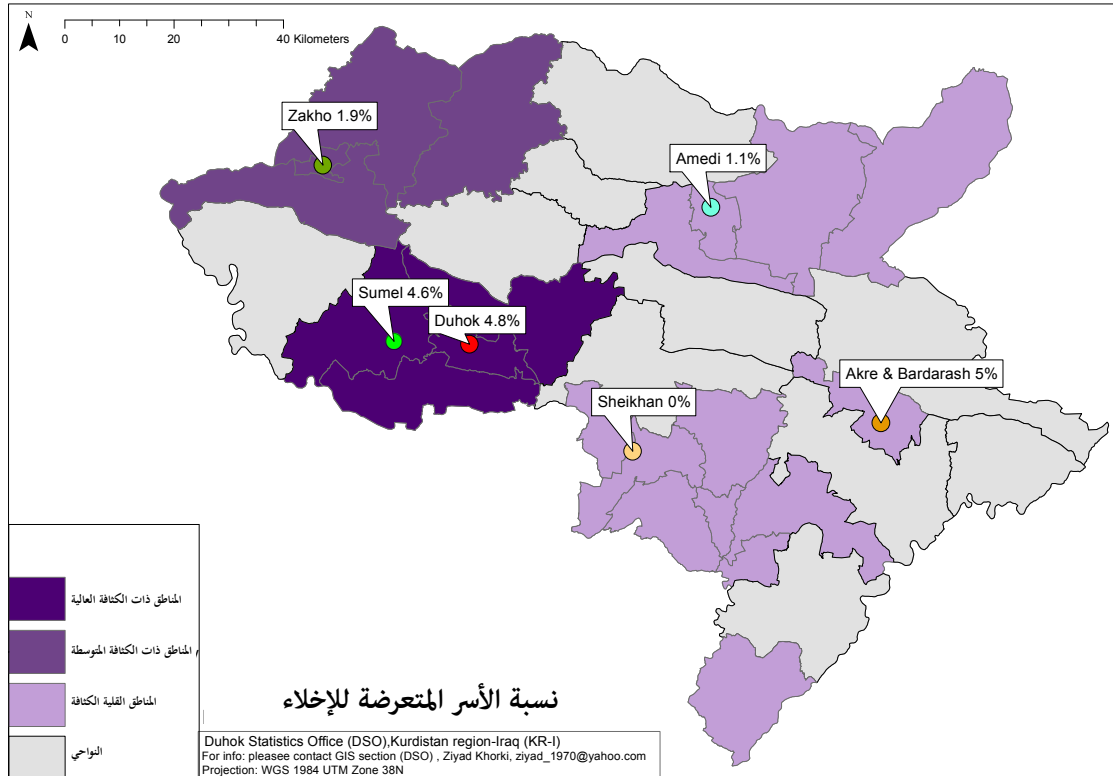 N
0 10 20 40 Kilometers
Zakho 1.9%
Amedi 1.1%
Sumel 4.6%
Duhok 4.8%
Akre & Bardarash 5%
Sheikhan 0%
المناطق ذات الكثافة العالية
م المناطق ذات الكثافة المتوسطة
المناطق القلية الكثافة
النواحي
نسبة الأسر المتعرضة للإخلاء
Duhok Statistics Office (DSO),Kurdistan region-Iraq (KR-I)
For info: pleasee contact GIS section (DSO) , Ziyad Khorki, ziyad_1970@yahoo.com
Projection: WGS 1984 UTM Zone 38N